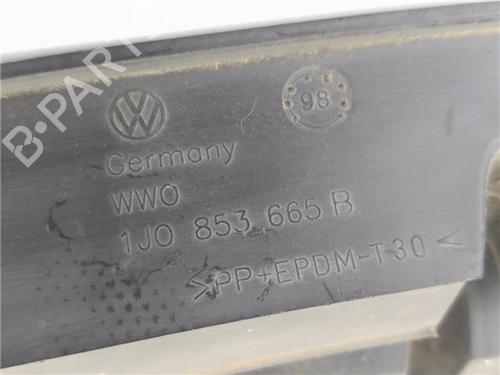 B-PARTS
98
Germany
WWO
1J0 853 665 B
>PP+EPDM-T30<